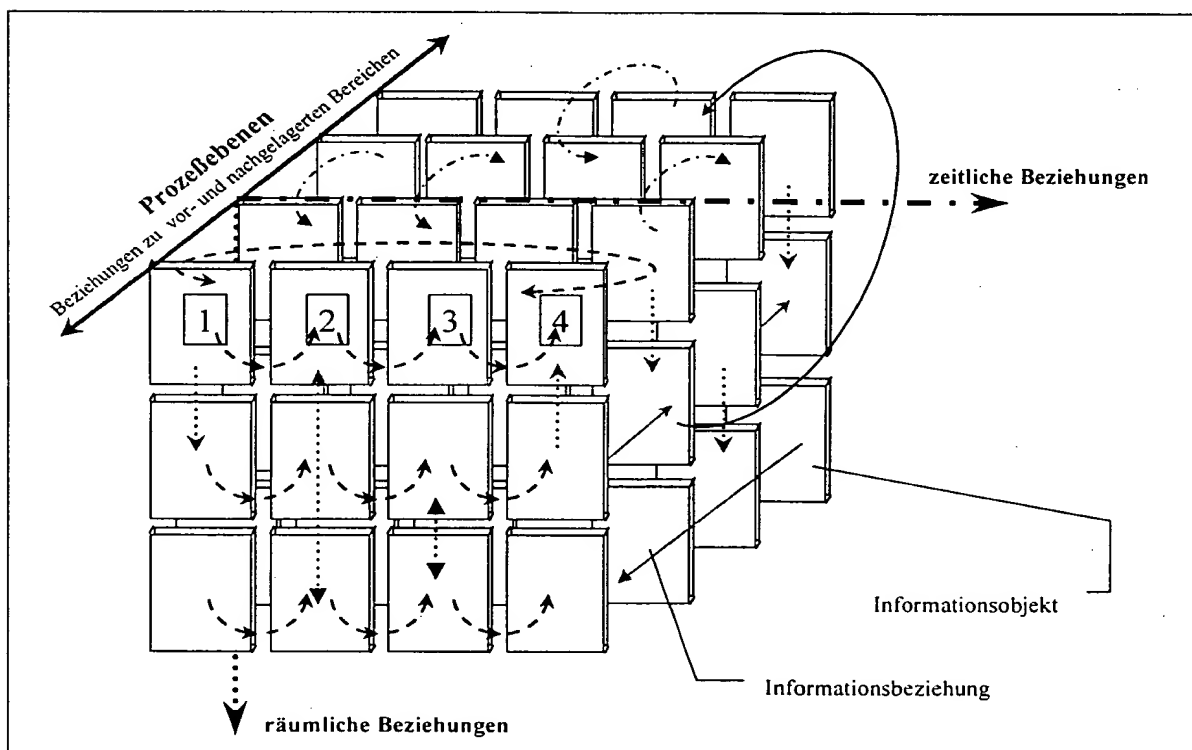 Prozeßebenen
Beziehungen zu vor- und nachgelagerten Bereichen
zeitliche Beziehungen
1 2 3 4
Informationsobjekt
Informationsbeziehung
räumliche Beziehungen